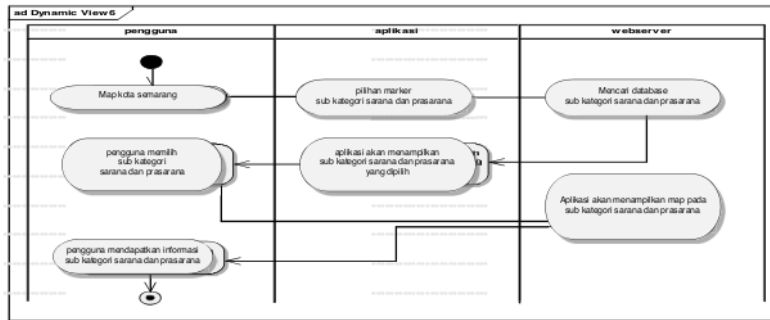 ad Dynamic View6
pengguna
aplikasi
webserver
Map kota semarang
pilihan marker
sub kategori sarana dan prasarana
Mencari database
sub kategori sarana dan prasarana
pengguna memilih
sub kategori
sarana dan prasarana
aplikasi akan menampilkan
sub kategori sarana dan prasarana
yang dipilih
Aplikasi akan menampilkan map pada
sub kategori sarana dan prasarana
pengguna mendapatkan informasi
sub kategori sarana dan prasarana